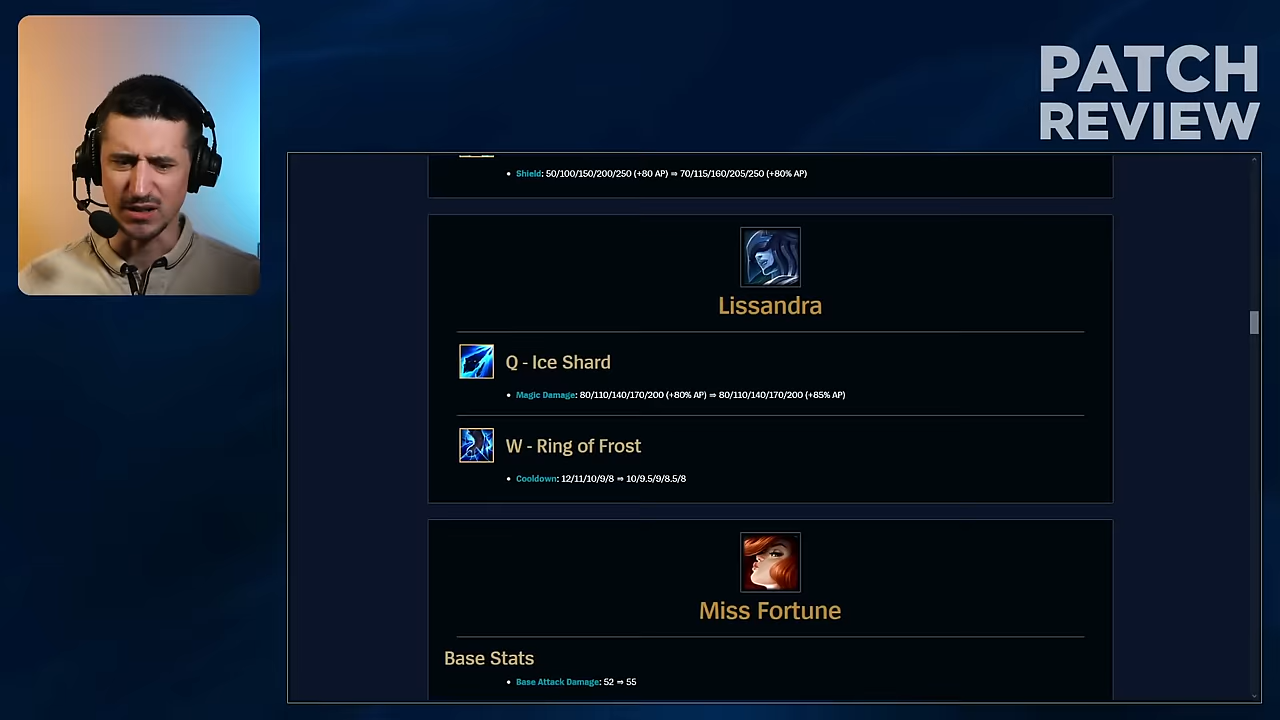 PATCH
REVIEW
• Shield: 50/100/150/200/250 (+80 AP) ⇒ 70/115/160/205/250 (+80% AP)
Lissandra
Q - Ice Shard
• Magic Damage: 80/110/140/170/200 (+80% AP) ⇒ 80/110/140/170/200 (+85% AP)
W - Ring of Frost
• Cooldown: 12/11/10/9/8 ⇒ 10/9.5/9/8.5/8
Miss Fortune
Base Stats
• Base Attack Damage: 52 ⇒ 55